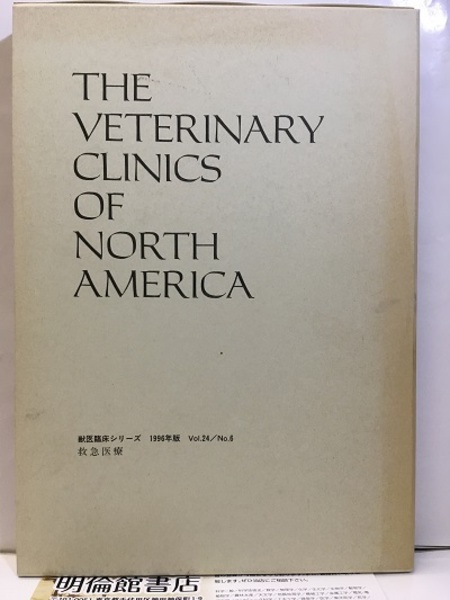 THE
VETERINARY
CLINICS
OF
NORTH
AMERICA
獣医臨床シリーズ 1996年版 Vol.24/No.6
救急医療
明倫館書店